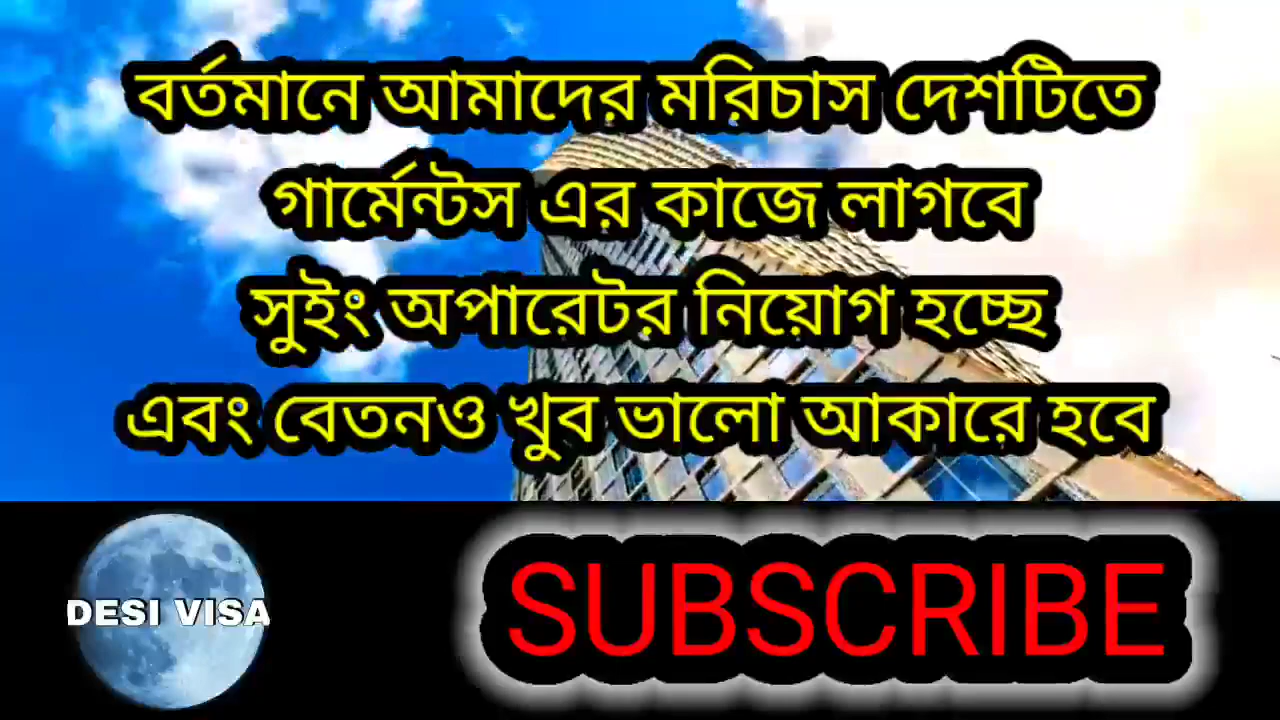 বর্তমানে আমাদের মরিচাস দেশটিতে
গার্মেন্টস এর কাজে লাগবে
সুইং অপারেটর নিয়োগ হচ্ছে
এবং বেতনও খুব ভালো আকারে হবে
DESI VISA
SUBSCRIBE